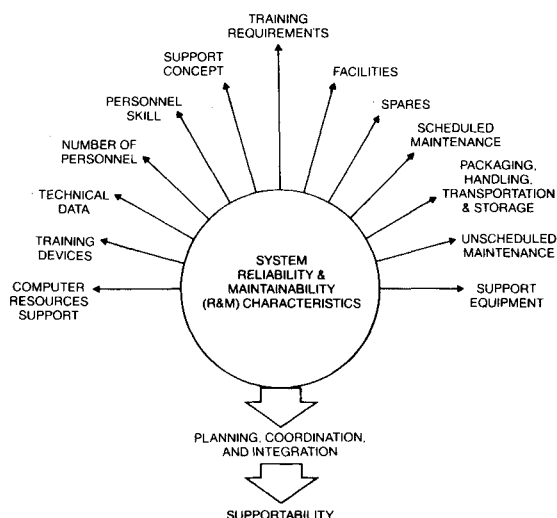 TRAINING
REQUIREMENTS
SUPPORT
CONCEPT
FACILITIES
PERSONNEL
SKILL
SPARES
NUMBER OF
PERSONNEL
SCHEDULED
MAINTENANCE
TECHNICAL
DATA
PACKAGING,
HANDLING,
TRANSPORTATION
& STORAGE
TRAINING
DEVICES
UNSCHEDULED
MAINTENANCE
COMPUTER
RESOURCES
SUPPORT
SUPPORT
EQUIPMENT
SYSTEM
RELIABILITY &
MAINTAINABILITY
(R&M) CHARACTERISTICS
PLANNING, COORDINATION,
AND INTEGRATION
SUPPORTABILITY